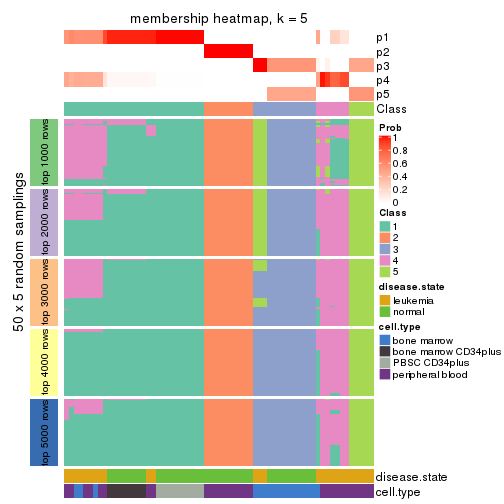 membership heatmap, k = 5
p1
p2
p3
p4
p5
Class
50 x 5 random samplings
top 1000 rows
top 2000 rows
top 3000 rows
top 4000 rows
top 5000 rows
Prob
1
0.8
0.6
0.4
0.2
0
Class
1
2
3
4
5
disease.state
leukemia
normal
cell.type
bone marrow
bone marrow CD34plus
PBSC CD34plus
peripheral blood
disease.state
cell.type